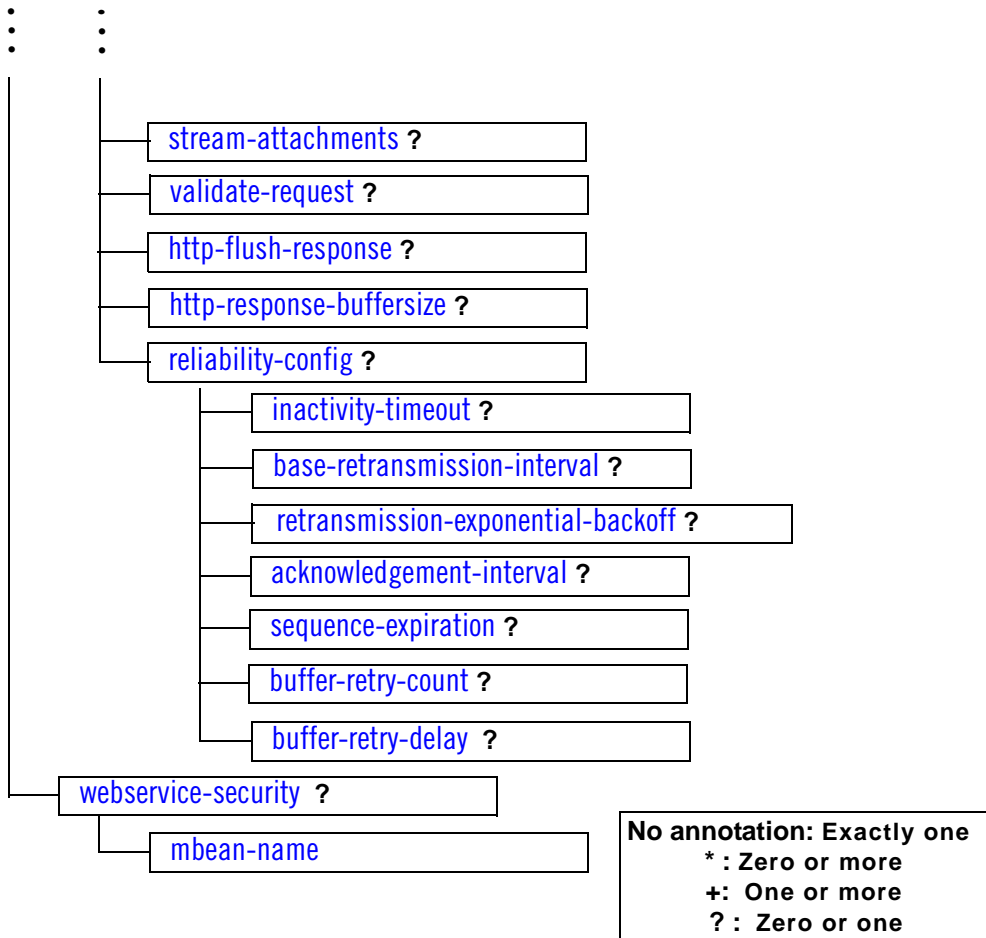 stream-attachments ?
validate-request ?
http-flush-response ?
http-response-buffersize ?
reliability-config ?
inactivity-timeout ?
base-retransmission-interval ?
retransmission-exponential-backoff ?
acknowledgement-interval ?
sequence-expiration ?
buffer-retry-count ?
buffer-retry-delay ?
webservice-security ?
mbean-name
No annotation: Exactly one
* : Zero or more
+: One or more
? : Zero or one